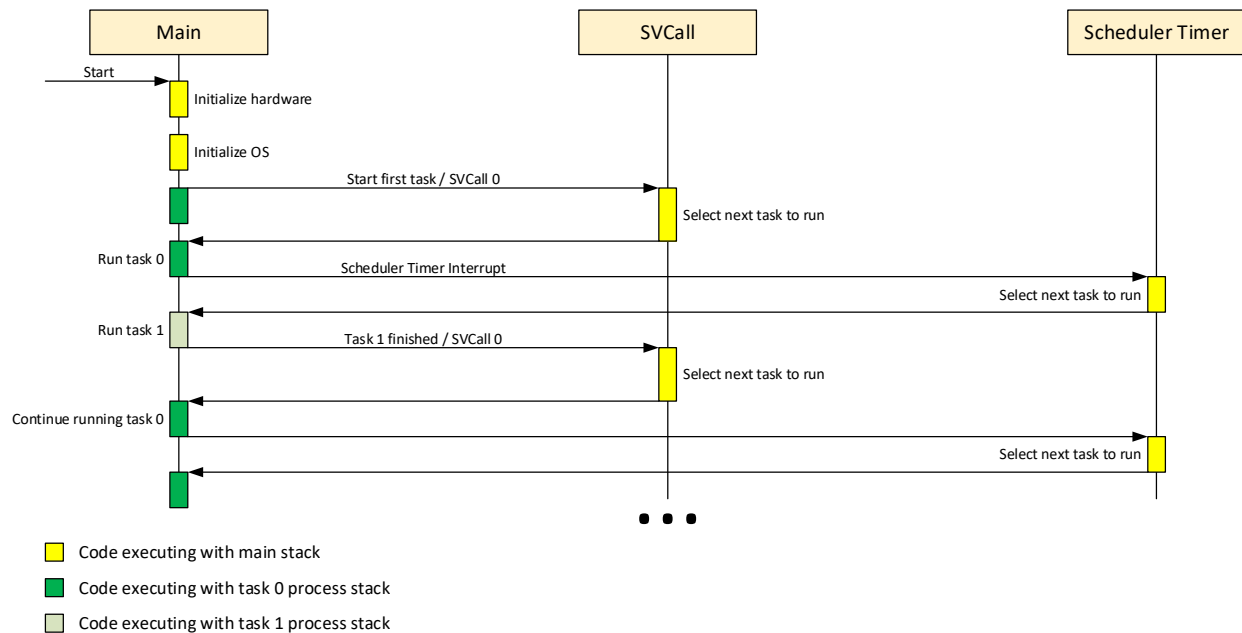 Main
SVCall
Scheduler Timer
Start
Initialize hardware
Initialize OS
Start first task / SVCall 0
Select next task to run
Run task 0
Scheduler Timer Interrupt
Select next task to run
Run task 1
Task 1 finished / SVCall 0
Select next task to run
Continue running task 0
Select next task to run
Code executing with main stack
Code executing with task 0 process stack
Code executing with task 1 process stack